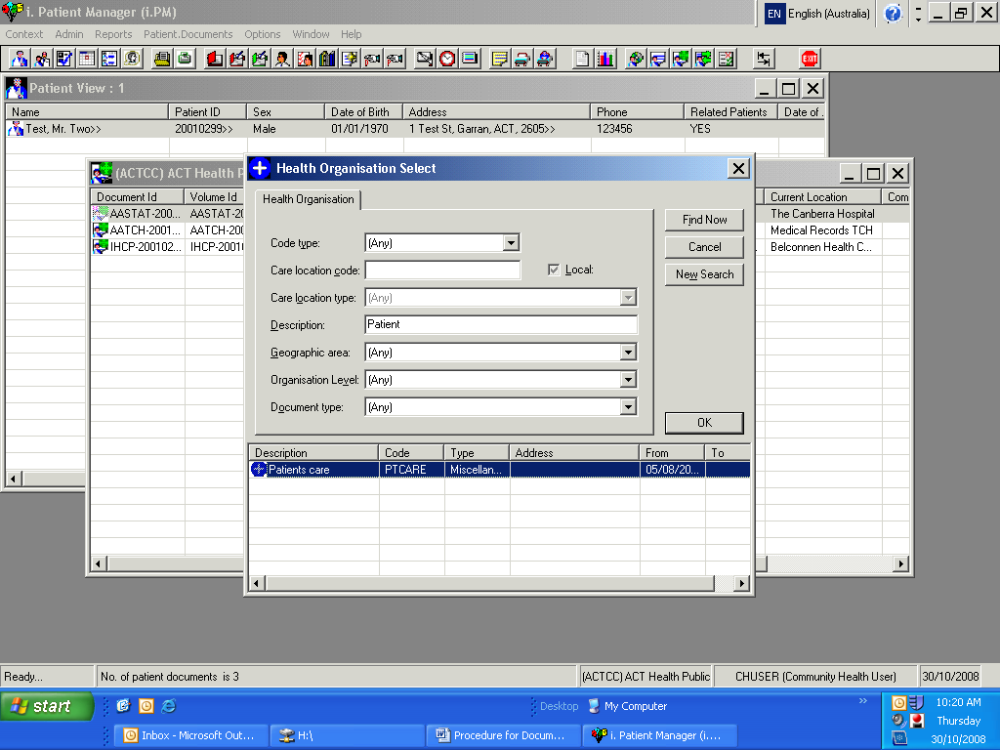 i. Patient Manager (i.PM)
EN English (Australia)
Context Admin Reports Patient.Documents Options Window Help
EXIT
Patient View : 1
Name Patient ID Sex Date of Birth Address Phone Related Patients Date of .
Test, Mr. Two>> 20010299>> Male 01/01/1970 1 Test St, Garran, ACT, 2605>> 123456 YES
(ACTCC) ACT Health P
Document Id Volume Id Current Location Com
AASTAT-200... AASTAT-200 The Canberra Hospital
AATCH-2001... AATCH-2001 Medical Records TCH
IHCP-200102... IHCP-200102 Belconnen Health C...
Health Organisation Select
Health Organisation
Code type: (Any)
Care location code: Local:
Care location type: (Any)
Description: Patient
Geographic area: (Any)
Organisation Level: (Any)
Document type: (Any)
Find Now
Cancel
New Search
OK
Description Code Type Address From To
Patients care PTCARE Miscellan... 05/08/20...
Ready... No. of patient documents is 3 (ACTCC) ACT Health Public CHUSER (Community Health User) 30/10/2008
start Desktop My Computer » 10:20 AM
Thursday
Inbox - Microsoft Out... H:\ Procedure for Docum... i. Patient Manager (i.... 30/10/2008